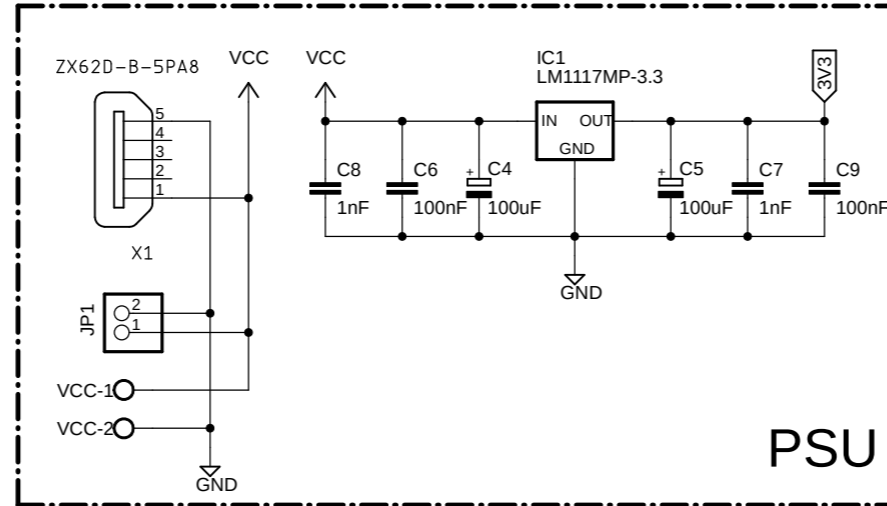 ZX62D-B-5PA8
5
4
3
2
1
X1
VCC
JP1
2
1
VCC-1
VCC-2
GND
VCC
IC1
LM1117MP-3.3
IN OUT
GND
3V3
C8
1nF
C6
100nF
+
C4
100uF
+
C5
100uF
C7
1nF
C9
100nF
GND
PSU